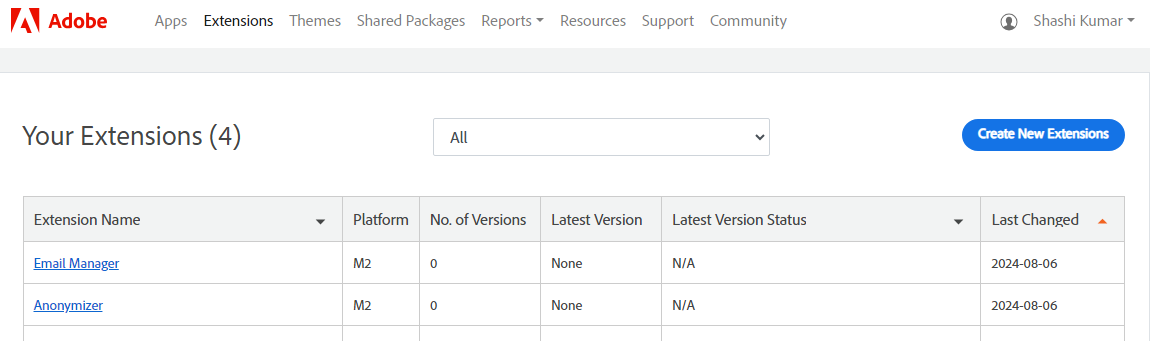 Adobe Apps Extensions Themes Shared Packages Reports Resources Support Community Shashi Kumar
Your Extensions (4) All Create New Extensions
Extension Name Platform No. of Versions Latest Version Latest Version Status Last Changed
Email Manager M2 0 None N/A 2024-08-06
Anonymizer M2 0 None N/A 2024-08-06